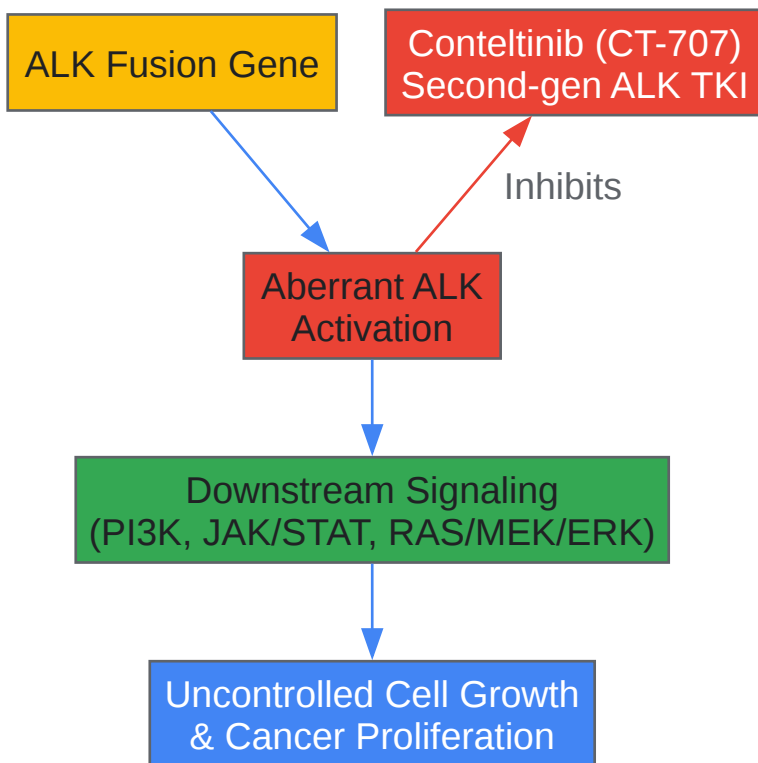 ALK Fusion Gene
Conteltinib (CT-707)
Second-gen ALK TKI
Inhibits
Aberrant ALK
Activation
Downstream Signaling
(PI3K, JAK/STAT, RAS/MEK/ERK)
Uncontrolled Cell Growth
& Cancer Proliferation